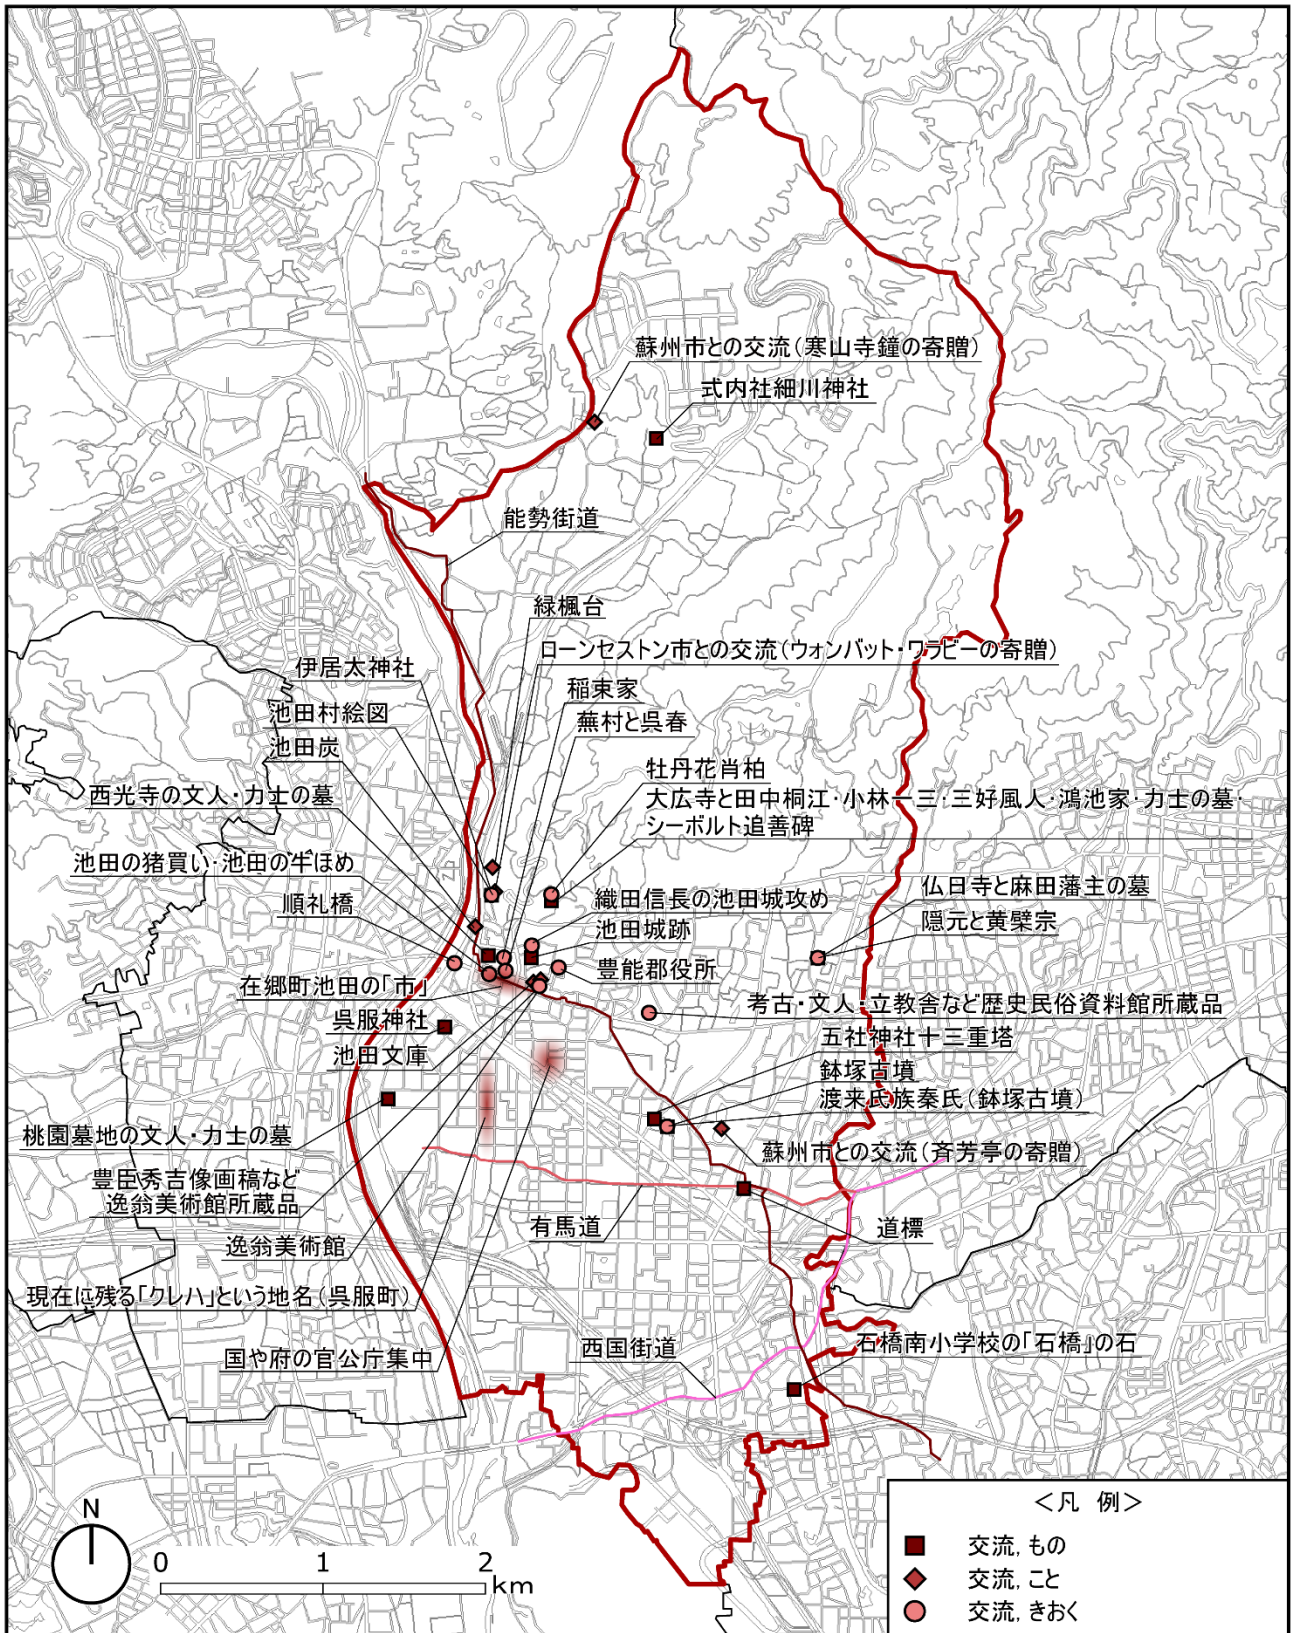 蘇州市との交流(寒山寺鐘の寄贈)
式内社細川神社
能勢街道
緑楓台
ローンセストン市との交流(ウォンバット・ワラビーの寄贈)
伊居太神社
稲束家
池田村絵図
蕪村と呉春
池田炭
牡丹花肖柏
西光寺の文人・力士の墓
大広寺と田中桐江・小林一三・三好風人・鴻池家・力士の墓・
シーボルト追善碑
池田の猪買い・池田の牛ほめ
仏日寺と麻田藩主の墓
順礼橋
織田信長の池田城攻め
隠元と黄檗宗
池田城跡
豊能郡役所
在郷町池田の「市」
考古・文人・立教舎など歴史民俗資料館所蔵品
呉服神社
五社神社十三重塔
池田文庫
鉢塚古墳
渡来氏族秦氏(鉢塚古墳)
桃園墓地の文人・力士の墓
蘇州市との交流(斉芳亭の寄贈)
豊臣秀吉像画稿など
逸翁美術館所蔵品
有馬道
道標
逸翁美術館
現在に残る「クレハ」という地名(呉服町)
国や府の官公庁集中
西国街道
石橋南小学校の「石橋」の石
N
0 1 2
km
<凡 例>
交流, もの
交流, こと
交流, きおく